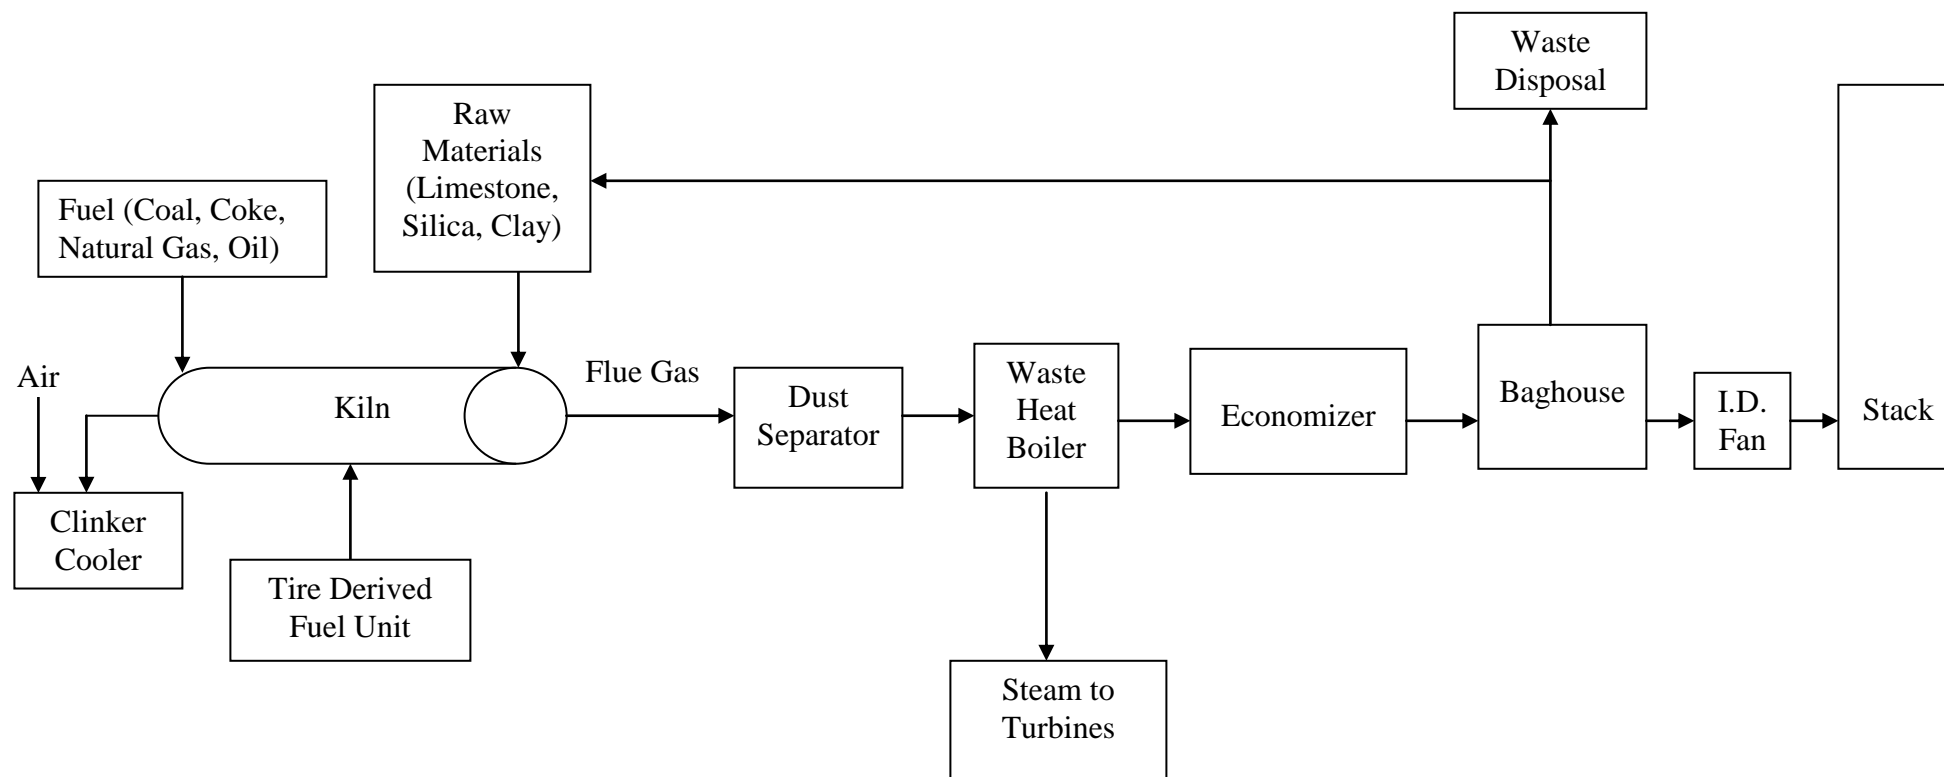 Waste
Disposal
Raw
Materials
(Limestone,
Silica, Clay)
Fuel (Coal, Coke,
Natural Gas, Oil)
Air
Kiln
Flue Gas
Dust
Separator
Waste
Heat
Boiler
Economizer
Baghouse
I.D.
Fan
Stack
Clinker
Cooler
Tire Derived
Fuel Unit
Steam to
Turbines